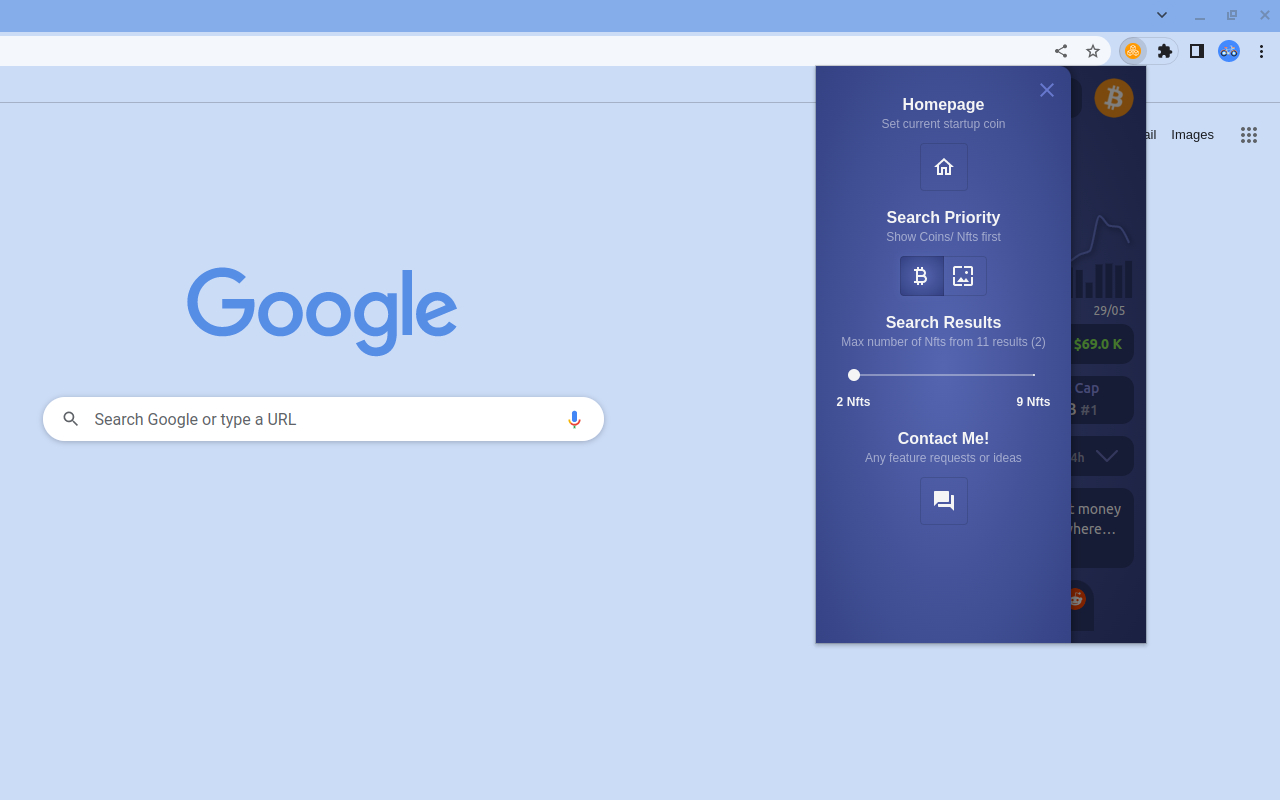 Homepage
Set current startup coin
ail Images
Search Priority
Show Coins/ Nfts first
Google
29/05
Search Results
Max number of Nfts from 11 results (2)
$69.0 K
2 Nfts 9 Nfts
Cap
#1
Search Google or type a URL
Contact Me!
Any feature requests or ideas
4h
money
where…